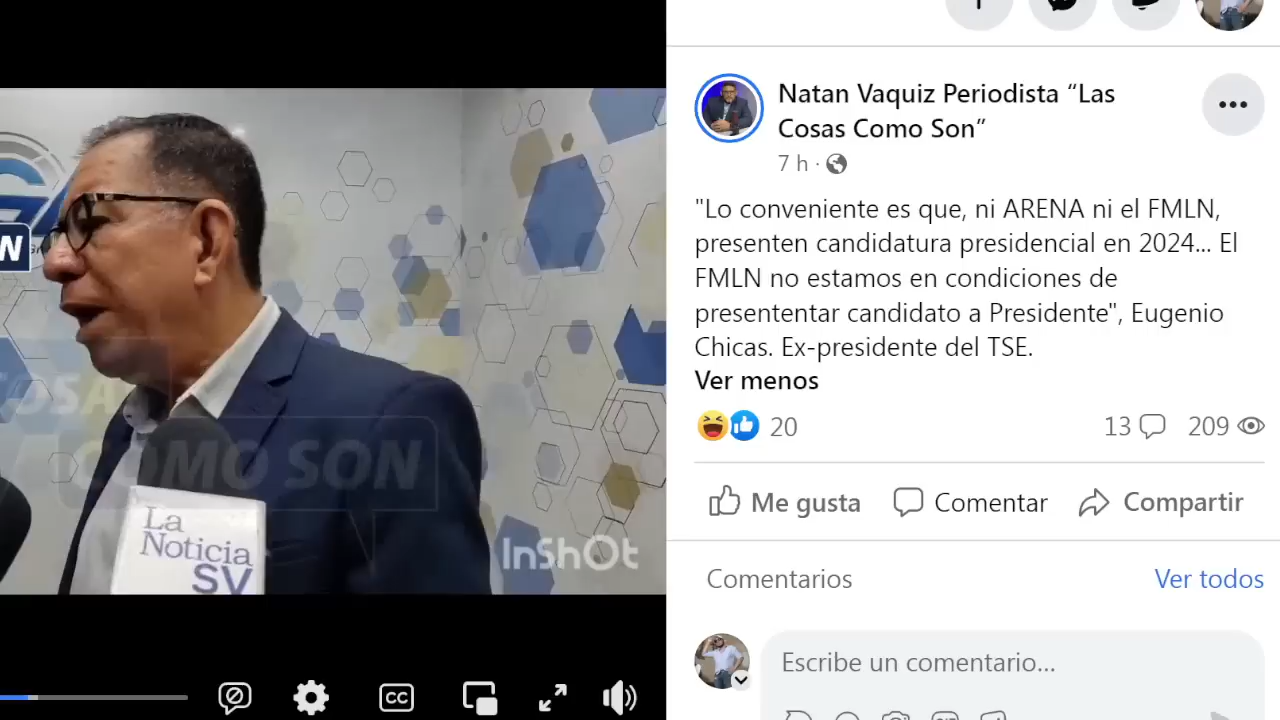 Natan Vaquiz Periodista “Las
Cosas Como Son”
7 h ·
"Lo conveniente es que, ni ARENA ni el FMLN,
presenten candidatura presidencial en 2024... El
FMLN no estamos en condiciones de
presententar candidato a Presidente", Eugenio
Chicas. Ex-presidente del TSE.
Ver menos
20
13
209
Me gusta
Comentar
Compartir
Comentarios
Ver todos
Escribe un comentario...
N
COSAS
COMO SON
La
Noticia
SV
InShOt
CC